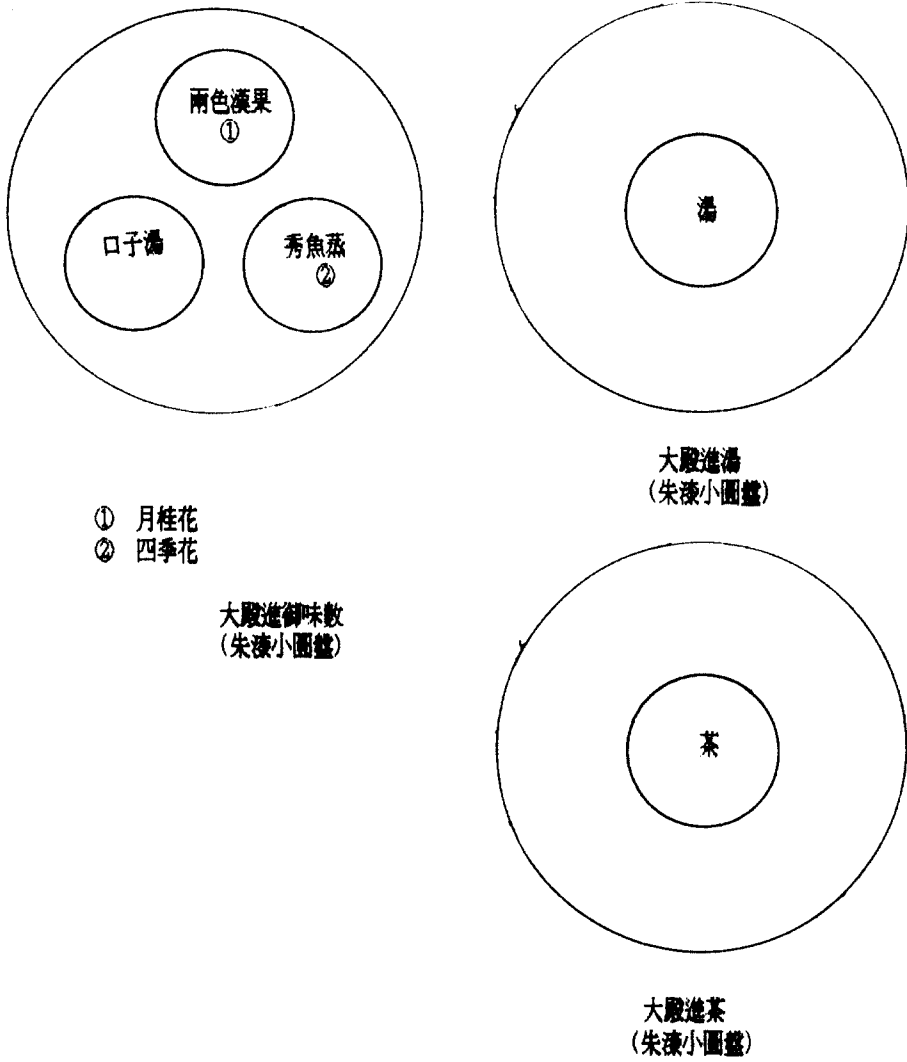 兩色漢果
①
口子湯
秀魚蒸
②
① 月桂花
② 四季花
大殿進御味數
(朱漆小圓盤)
湯
大殿進湯
(朱漆小圓盤)
茶
大殿進茶
(朱漆小圓盤)